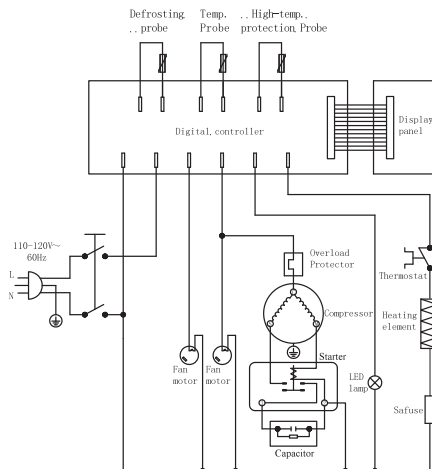 Defrosting
..probe
Temp.
Probe
..High-temp..
protection Probe
Digital controller
Display
panel
110-120V~
60Hz
L
N
Overload
Protector
Thermostat
Compressor
Heating
element
Starter
Fan
motor
Fan
motor
LED
lamp
Safuse
Capacitor